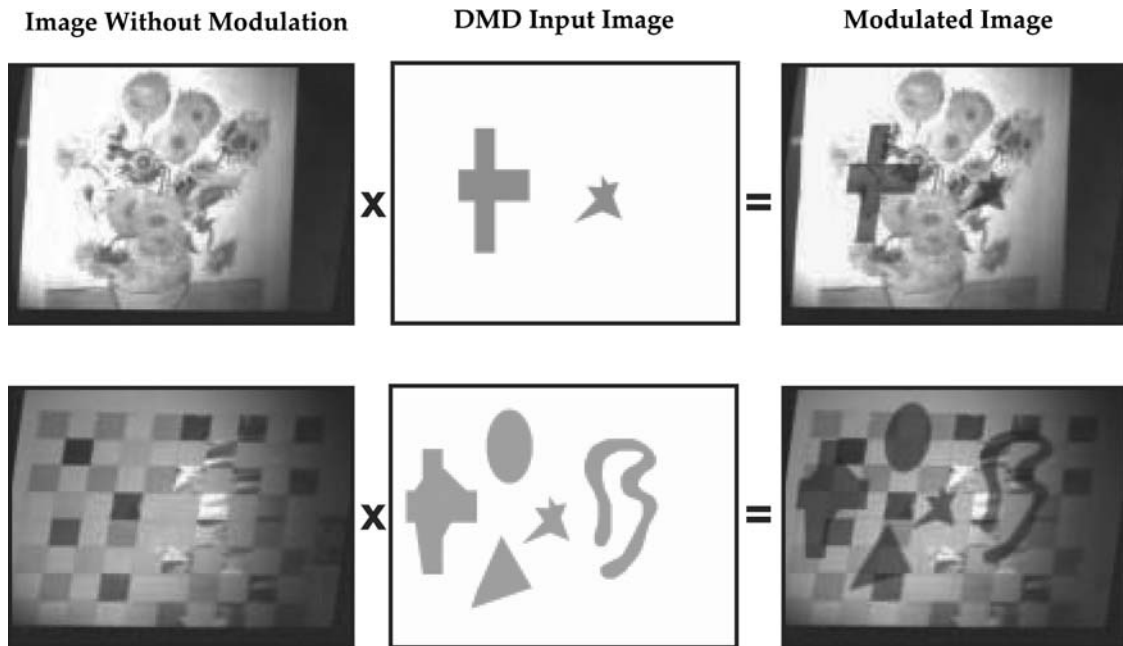 Image Without Modulation
DMD Input Image
Modulated Image
x
=
x
=